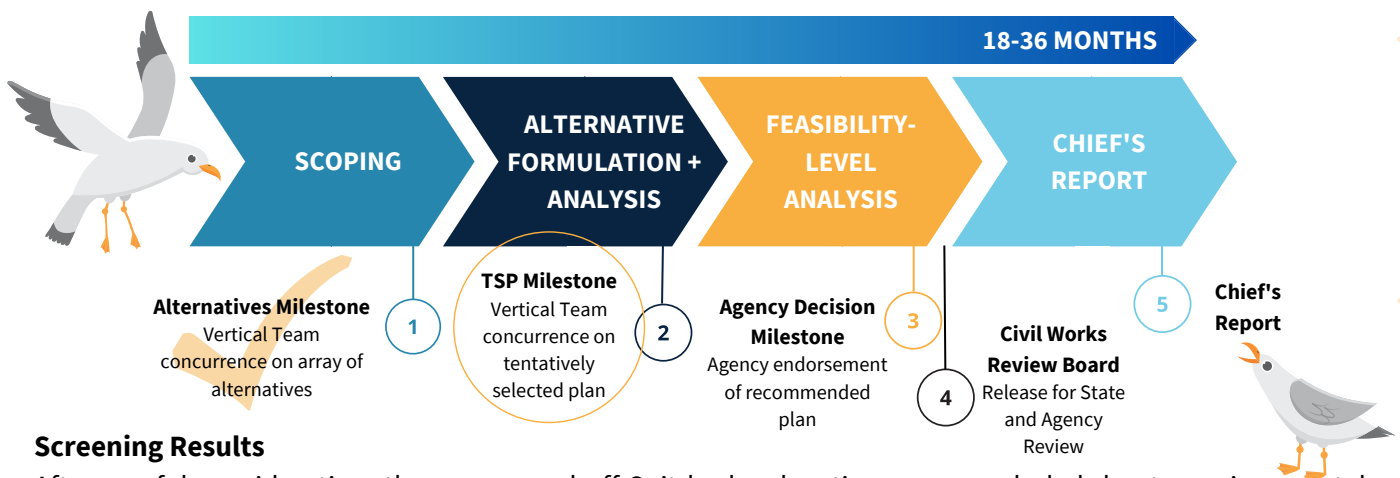 18-36 MONTHS
SCOPING
ALTERNATIVE
FORMULATION +
ANALYSIS
FEASIBILITY-
LEVEL
ANALYSIS
CHIEF'S
REPORT
Alternatives Milestone
Vertical Team
concurrence on array of
alternatives
1
TSP Milestone
Vertical Team
concurrence on
tentatively
selected plan
2
Agency Decision
Milestone
Agency endorsement
of recommended
plan
3
4
Civil Works
Review Board
Release for State
and Agency
Review
5
Chief's
Report
Screening Results